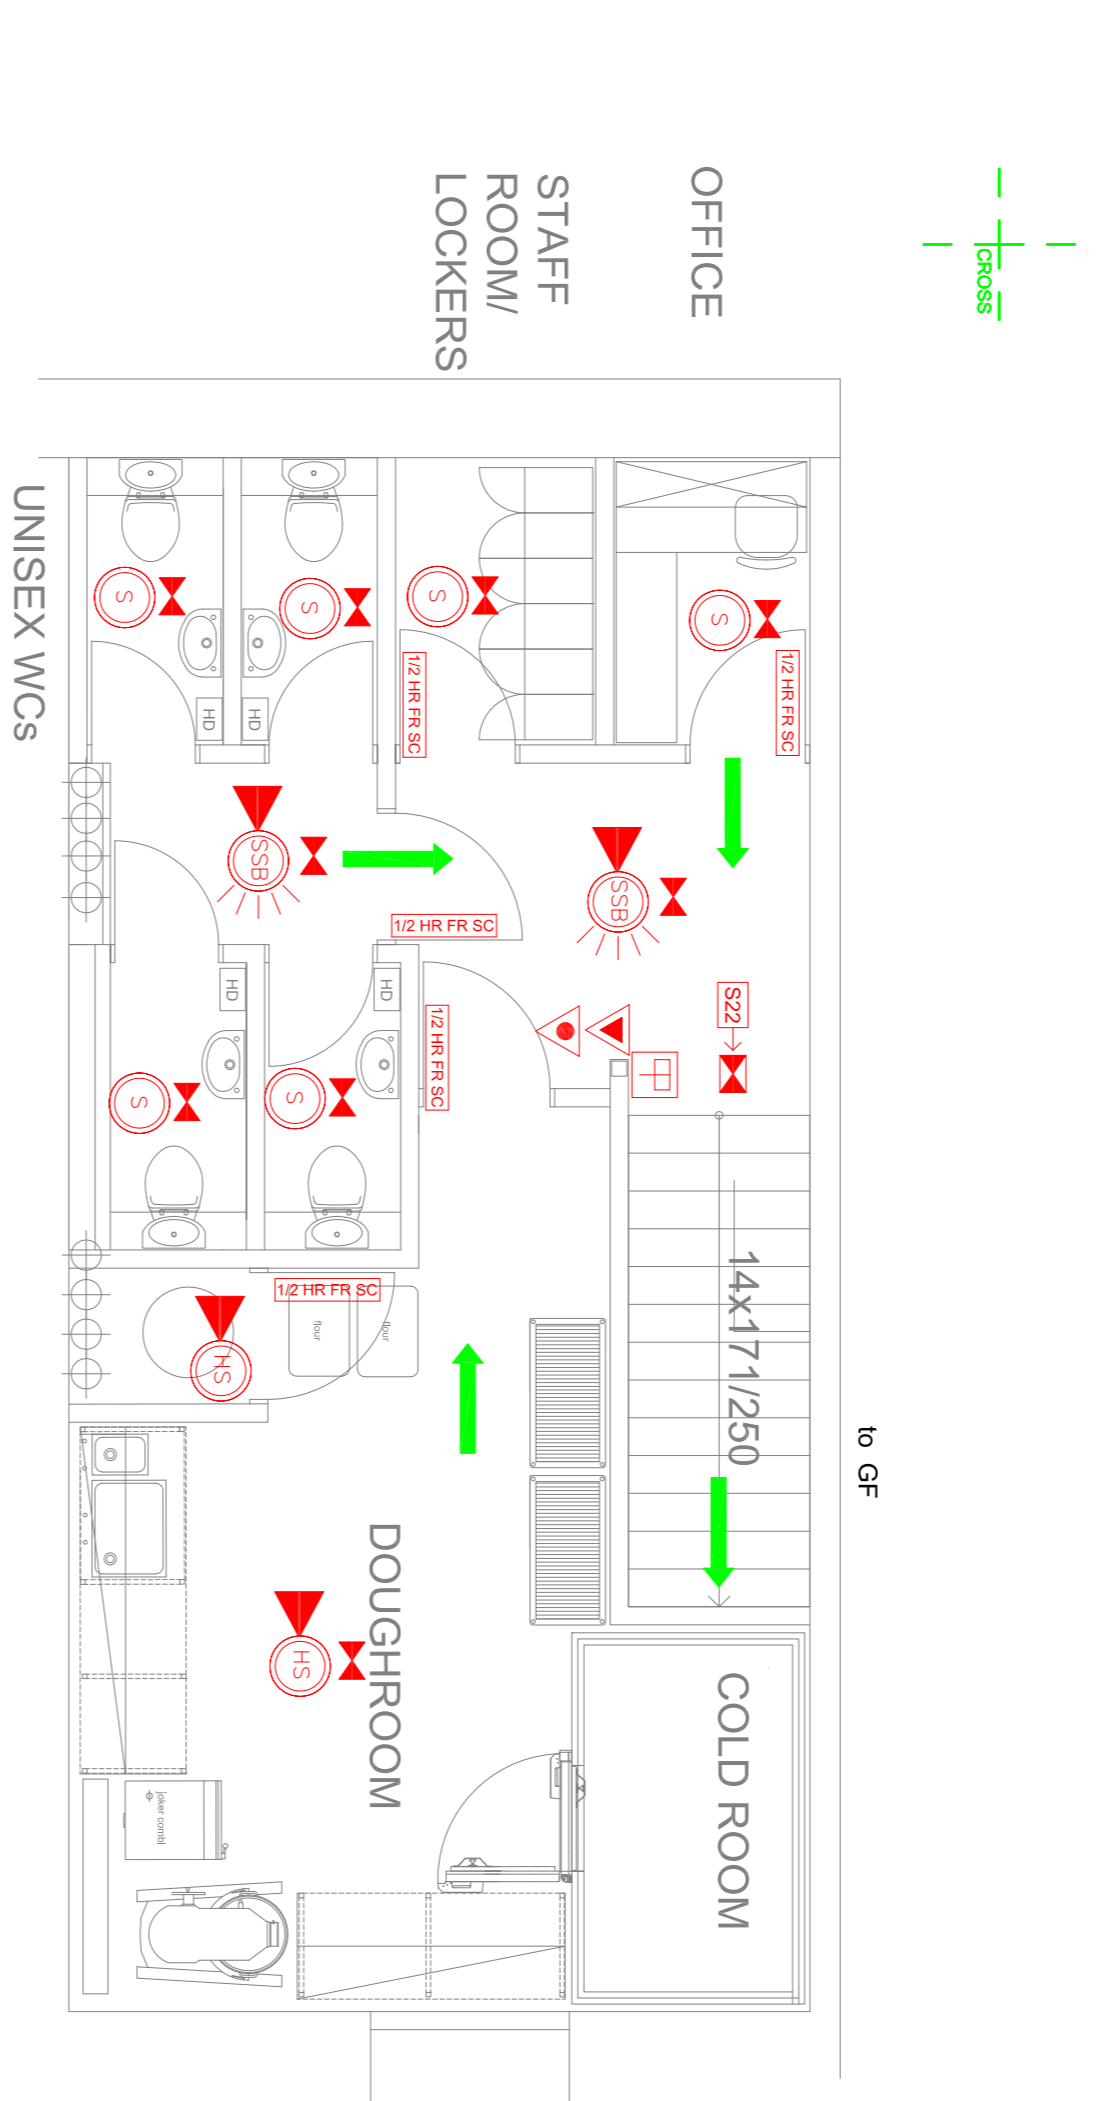 CROSS
OFFICE
STAFF
ROOM/
LOCKERS
UNISEX WCs
S
S
S
S
1/2 HR FR SC
1/2 HR FR SC
HD
HD
SSB
SSB
1/2 HR FR SC
S22
HD
HD
1/2 HR FR SC
S
S
14x171/250
to GF
1/2 HR FR SC
flour
flour
HS
DOUGHROOM
HS
COLD ROOM
joker combi